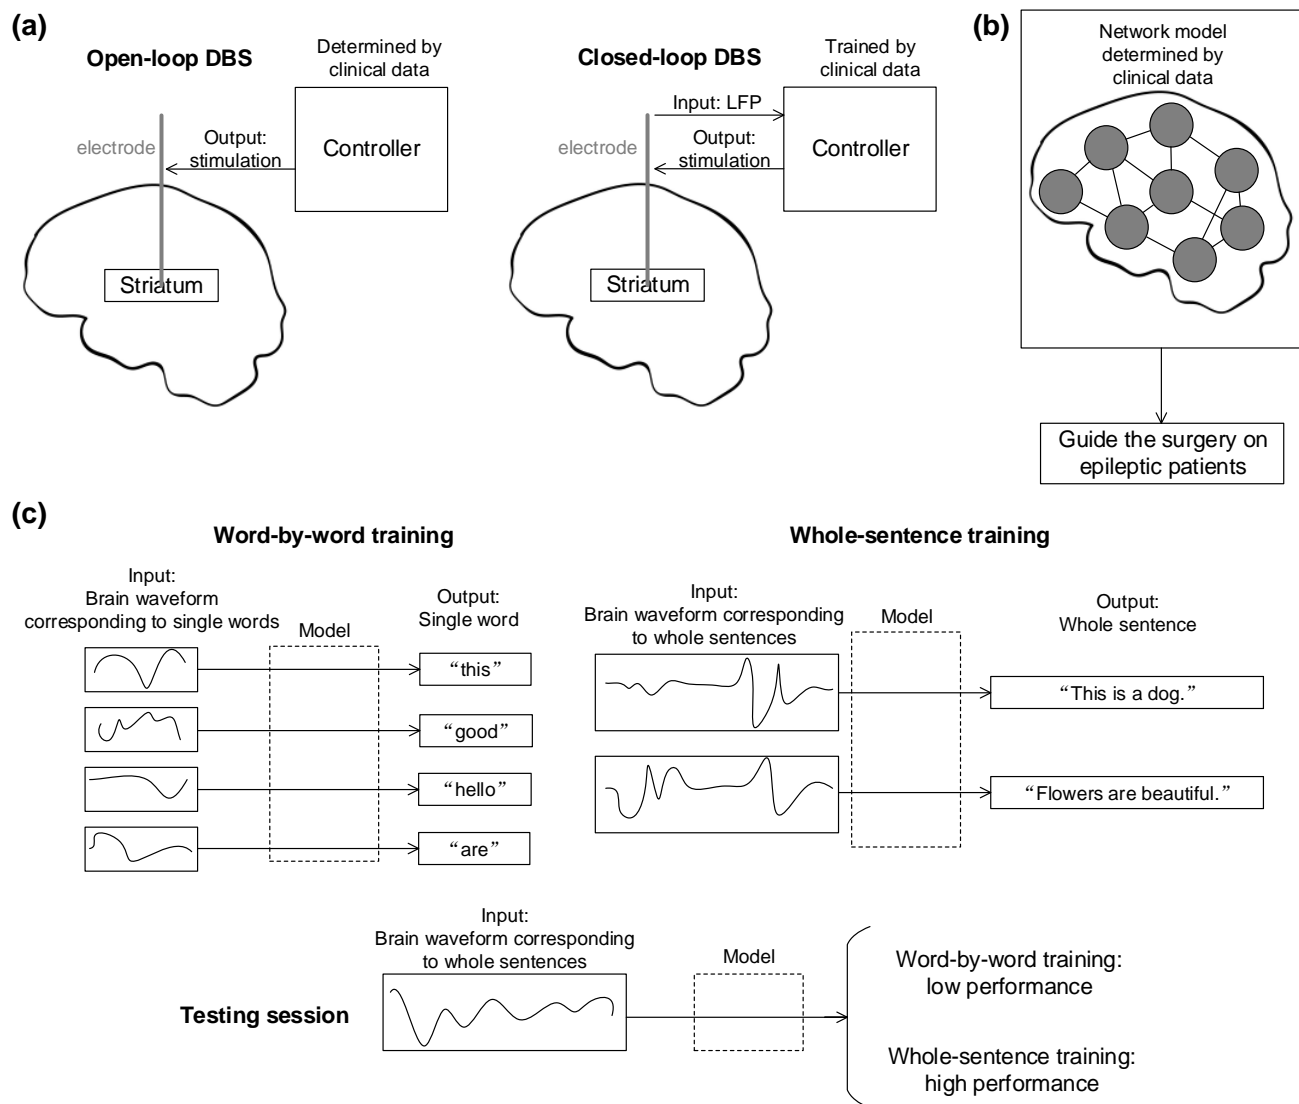 (a)
Open-loop DBS
Determined by
clinical data
electrode
Output:
stimulation
Controller
Striatum
Closed-loop DBS
Trained by
clinical data
Input: LFP
electrode
Output:
stimulation
Controller
Striatum
(b)
Network model
determined by
clinical data
Guide the surgery on
epileptic patients
(c)
Word-by-word training
Input:
Brain waveform
corresponding to single words
Model
Output:
Single word
“this”
“good”
“hello”
“are”
Whole-sentence training
Input:
Brain waveform corresponding
to whole sentences
Model
Output:
Whole sentence
“This is a dog.”
“Flowers are beautiful.”
Testing session
Input:
Brain waveform corresponding
to whole sentences
Model
Word-by-word training:
low performance
Whole-sentence training:
high performance